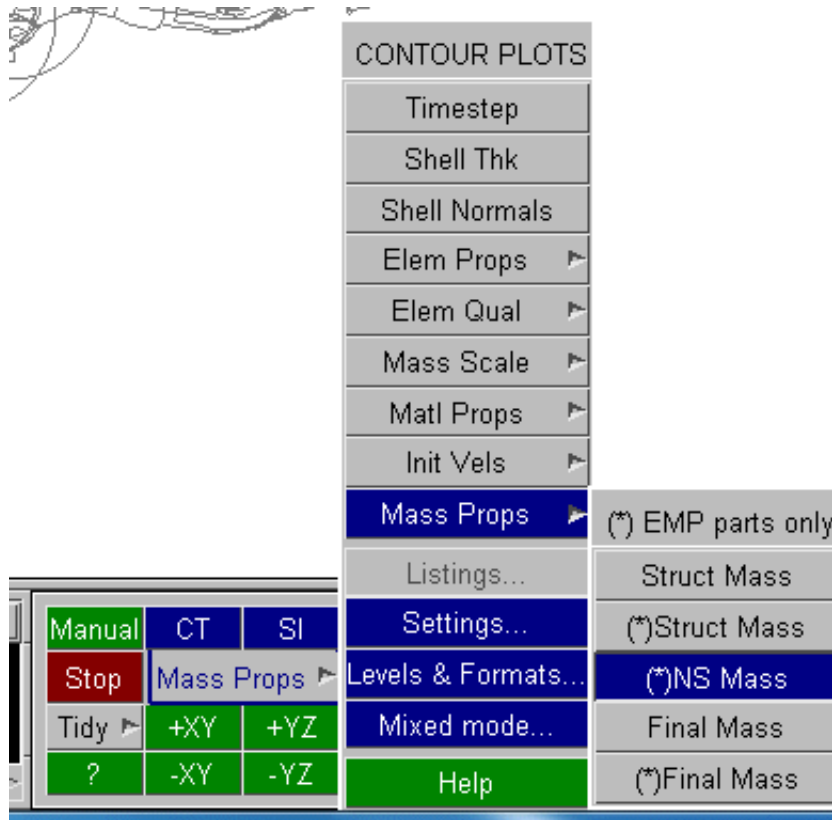 CONTOUR PLOTS
Timestep
Shell Thk
Shell Normals
Elem Props
Elem Qual
Mass Scale
Matl Props
Init Vels
Mass Props
(*) EMP parts only
Listings...
Struct Mass
Settings...
(*)Struct Mass
Levels & Formats...
(*)NS Mass
Mixed mode...
Final Mass
Help
(*)Final Mass
Manual CT SI
Stop Mass Props
Tidy +XY +YZ
? -XY -YZ